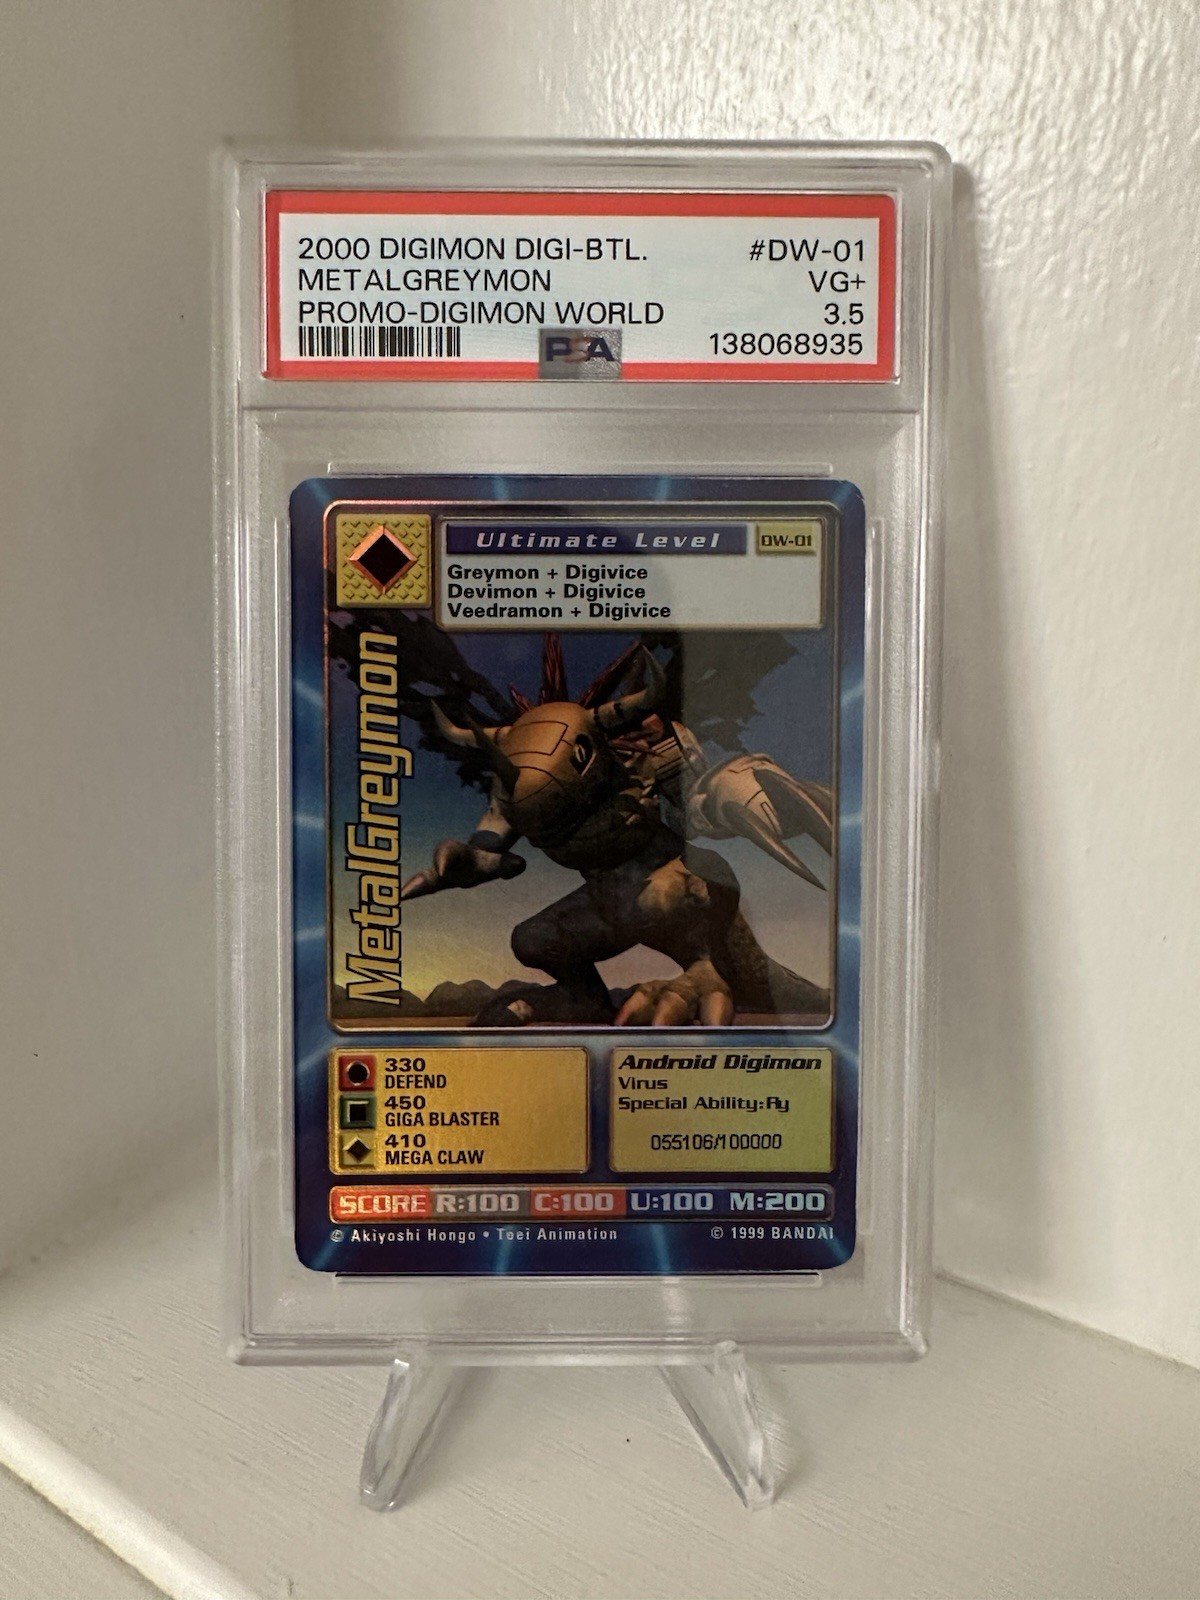 2000 DIGIMON DIGI-BTL. #DW-01
METALGREYMON VG+
PROMO-DIGIMON WORLD 3.5
PSA 138068935
Ultimate Level DW-01
Greymon + Digivice
Devimon + Digivice
Veedramon + Digivice
MetalGreymon
330
DEFEND
450
GIGA BLASTER
410
MEGA CLAW
Android Digimon
Virus
Special Ability:Ay
055106/100000
SCORE R:100 C:100 U:100 M:200
© Akiyoshi Hongo • Toei Animation © 1999 BANDAI